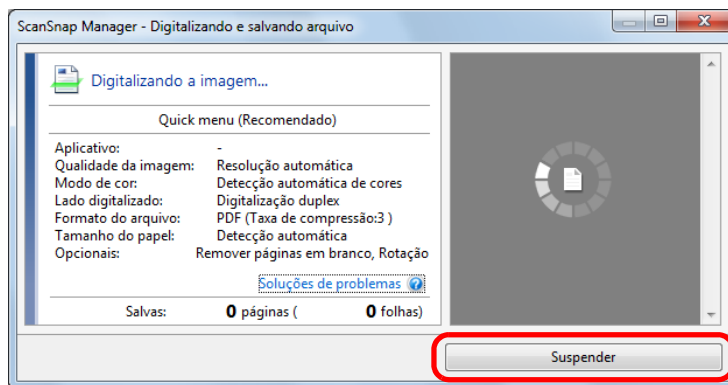 ScanSnap Manager - Digitalizando e salvando arquivo
Digitalizando a imagem...
Quick menu (Recomendado)
Aplicativo: -
Qualidade da imagem: Resolução automática
Modo de cor: Detecção automática de cores
Lado digitalizado: Digitalização duplex
Formato do arquivo: PDF (Taxa de compressão:3 )
Tamanho do papel: Detecção automática
Opcionais: Remover páginas em branco, Rotação
Soluções de problemas ?
Salvas: 0 páginas ( 0 folhas)
Suspender